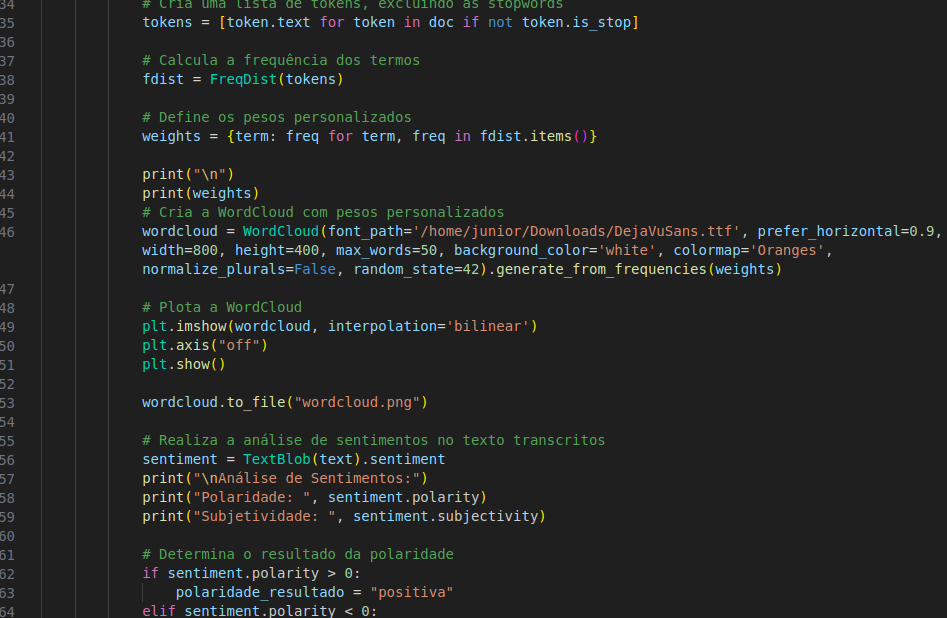 34 # Cria uma lista de tokens, excluindo as stopwords
35 tokens = [token.text for token in doc if not token.is_stop]
36
37 # Calcula a frequência dos termos
38 fdist = FreqDist(tokens)
39
40 # Define os pesos personalizados
41 weights = {term: freq for term, freq in fdist.items()}
42
43 print("\n")
44 print(weights)
45 # Cria a WordCloud com pesos personalizados
46 wordcloud = WordCloud(font_path='/home/junior/Downloads/DejaVuSans.ttf', prefer_horizontal=0.9,
width=800, height=400, max_words=50, background_color='white', colormap='Oranges',
normalize_plurals=False, random_state=42).generate_from_frequencies(weights)
47
48 # Plota a WordCloud
49 plt.imshow(wordcloud, interpolation='bilinear')
50 plt.axis("off")
51 plt.show()
52
53 wordcloud.to_file("wordcloud.png")
54
55 # Realiza a análise de sentimentos no texto transcritos
56 sentiment = TextBlob(text).sentiment
57 print("\nAnálise de Sentimentos:")
58 print("Polaridade: ", sentiment.polarity)
59 print("Subjetividade: ", sentiment.subjectivity)
60
61 # Determina o resultado da polaridade
62 if sentiment.polarity > 0:
63 polaridade_resultado = "positiva"
64 elif sentiment.polarity < 0: